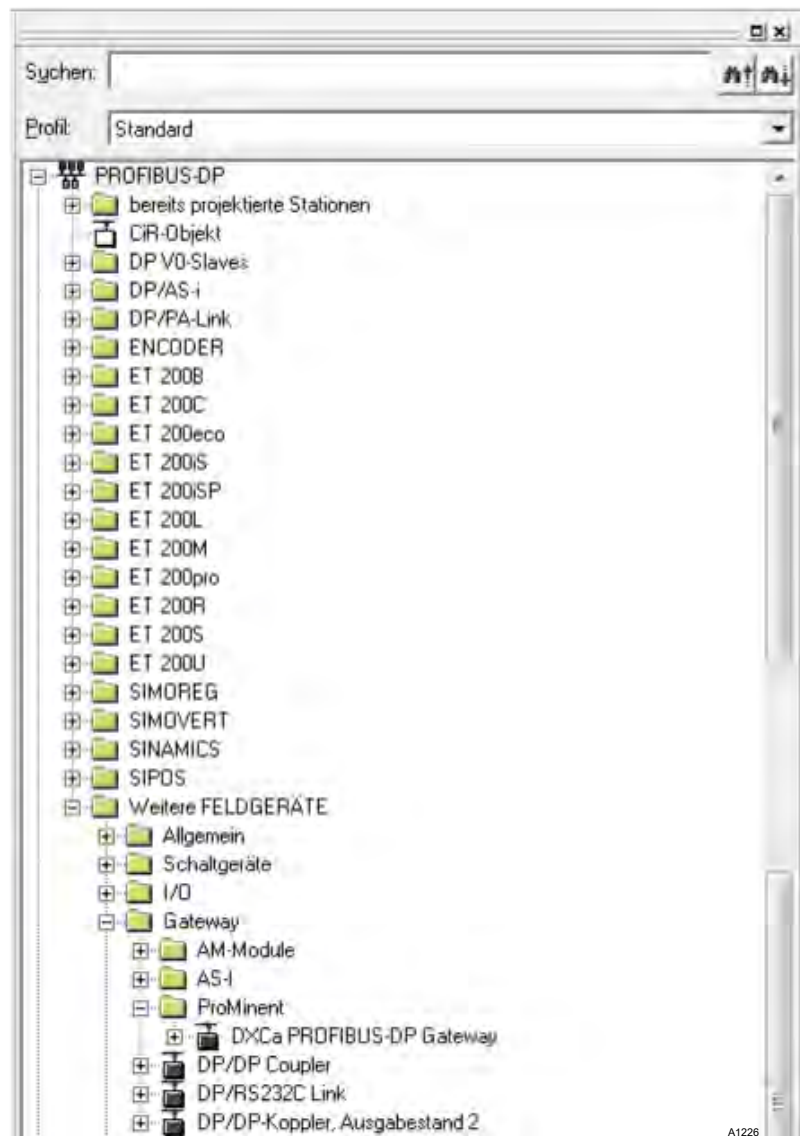 Suchen:
Profil: Standard
PROFIBUS-DP
bereits projektierte Stationen
CiR-Objekt
DP V0-Slaves
DP/AS-i
DP/PA-Link
ENCODER
ET 200B
ET 200C
ET 200eco
ET 200iS
ET 200iSP
ET 200L
ET 200M
ET 200pro
ET 200R
ET 200S
ET 200U
SIMOREG
SIMOVERT
SINAMICS
SIPOS
Weitere FELDGERÄTE
Allgemein
Schaltgeräte
I/O
Gateway
AM-Module
AS-I
ProMinent
DXCa PROFIBUS-DP Gateway
DP/DP Coupler
DP/RS232C Link
DP/DP-Koppler, Ausgabestand 2
A1226